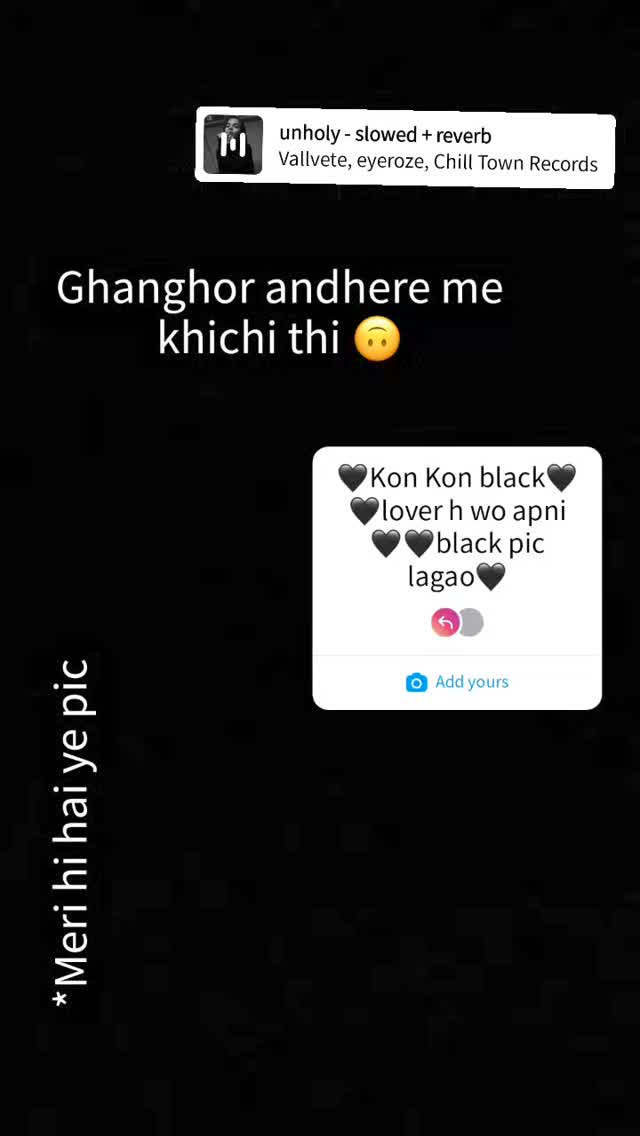 unholy - slowed + reverb
Vallvete, eyeroze, Chill Town Records
Ghanghor andhere me
khichi thi 🙃
🖤Kon Kon black🖤
🖤lover h wo apni
🖤🖤black pic
lagao🖤
Add yours
*Meri hi hai ye pic